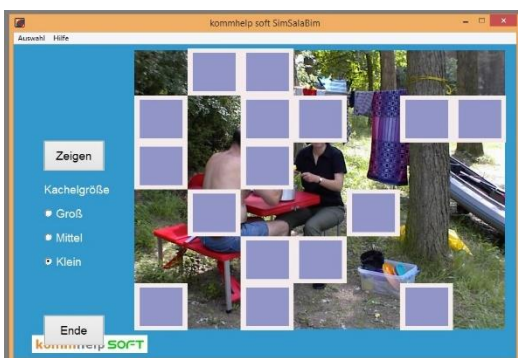 kommhelp soft SimSalaBim
Auswahl Hilfe
Zeigen
Kachelgröße
Groß
Mittel
Klein
Ende
kommhelp SOFT